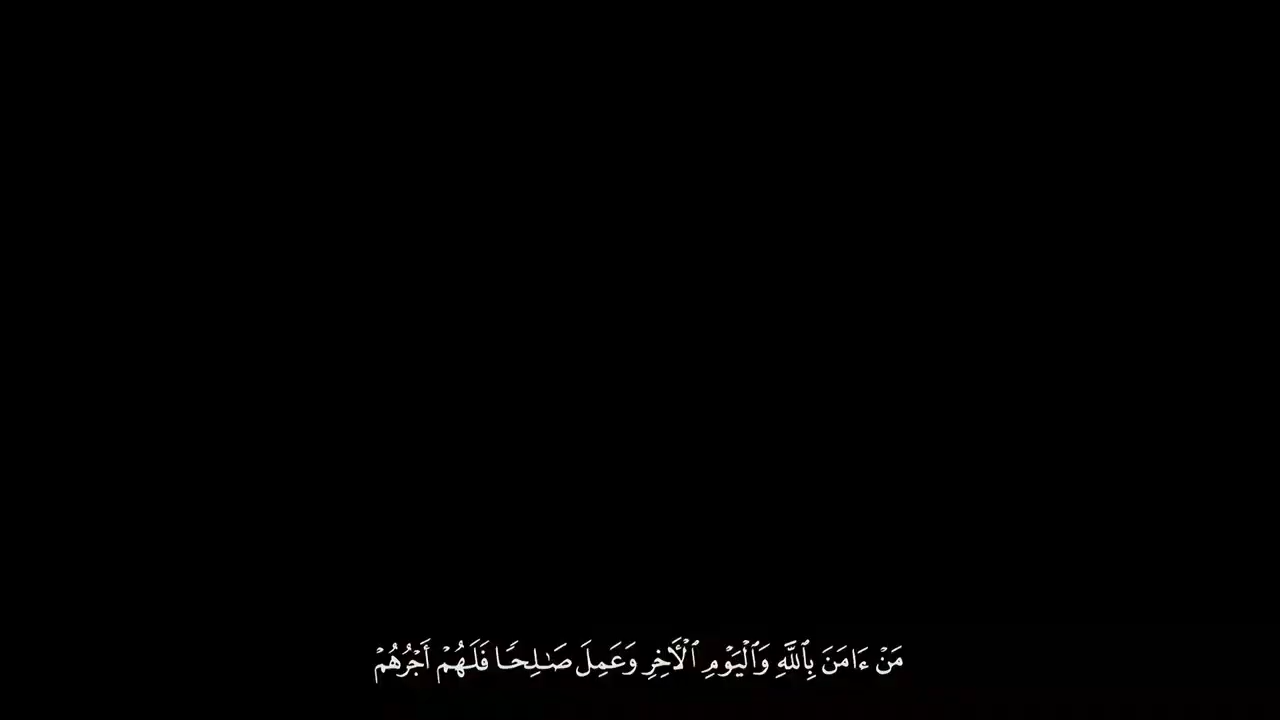 مَنْ ءَامَنَ بِٱللَّهِ وَٱلْيَوْمِ ٱلْأَخِرِ وَعَمِلَ صَـٰلِحًا فَلَهُمْ أَجْرُهُمْ